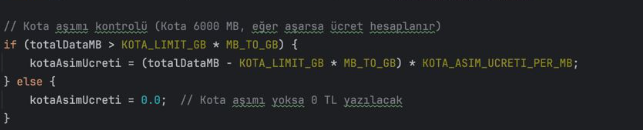 // Kota aşımı kontrolü (Kota 6000 MB, eğer aşarsa ücret hesaplanır)
if (totalDataMB > KOTA_LIMIT_GB * MB_TO_GB) {
    kotaAsimUcreti = (totalDataMB - KOTA_LIMIT_GB * MB_TO_GB) * KOTA_ASIM_UCRETI_PER_MB;
} else {
    kotaAsimUcreti = 0.0;  // Kota aşımı yoksa 0 TL yazılacak
}